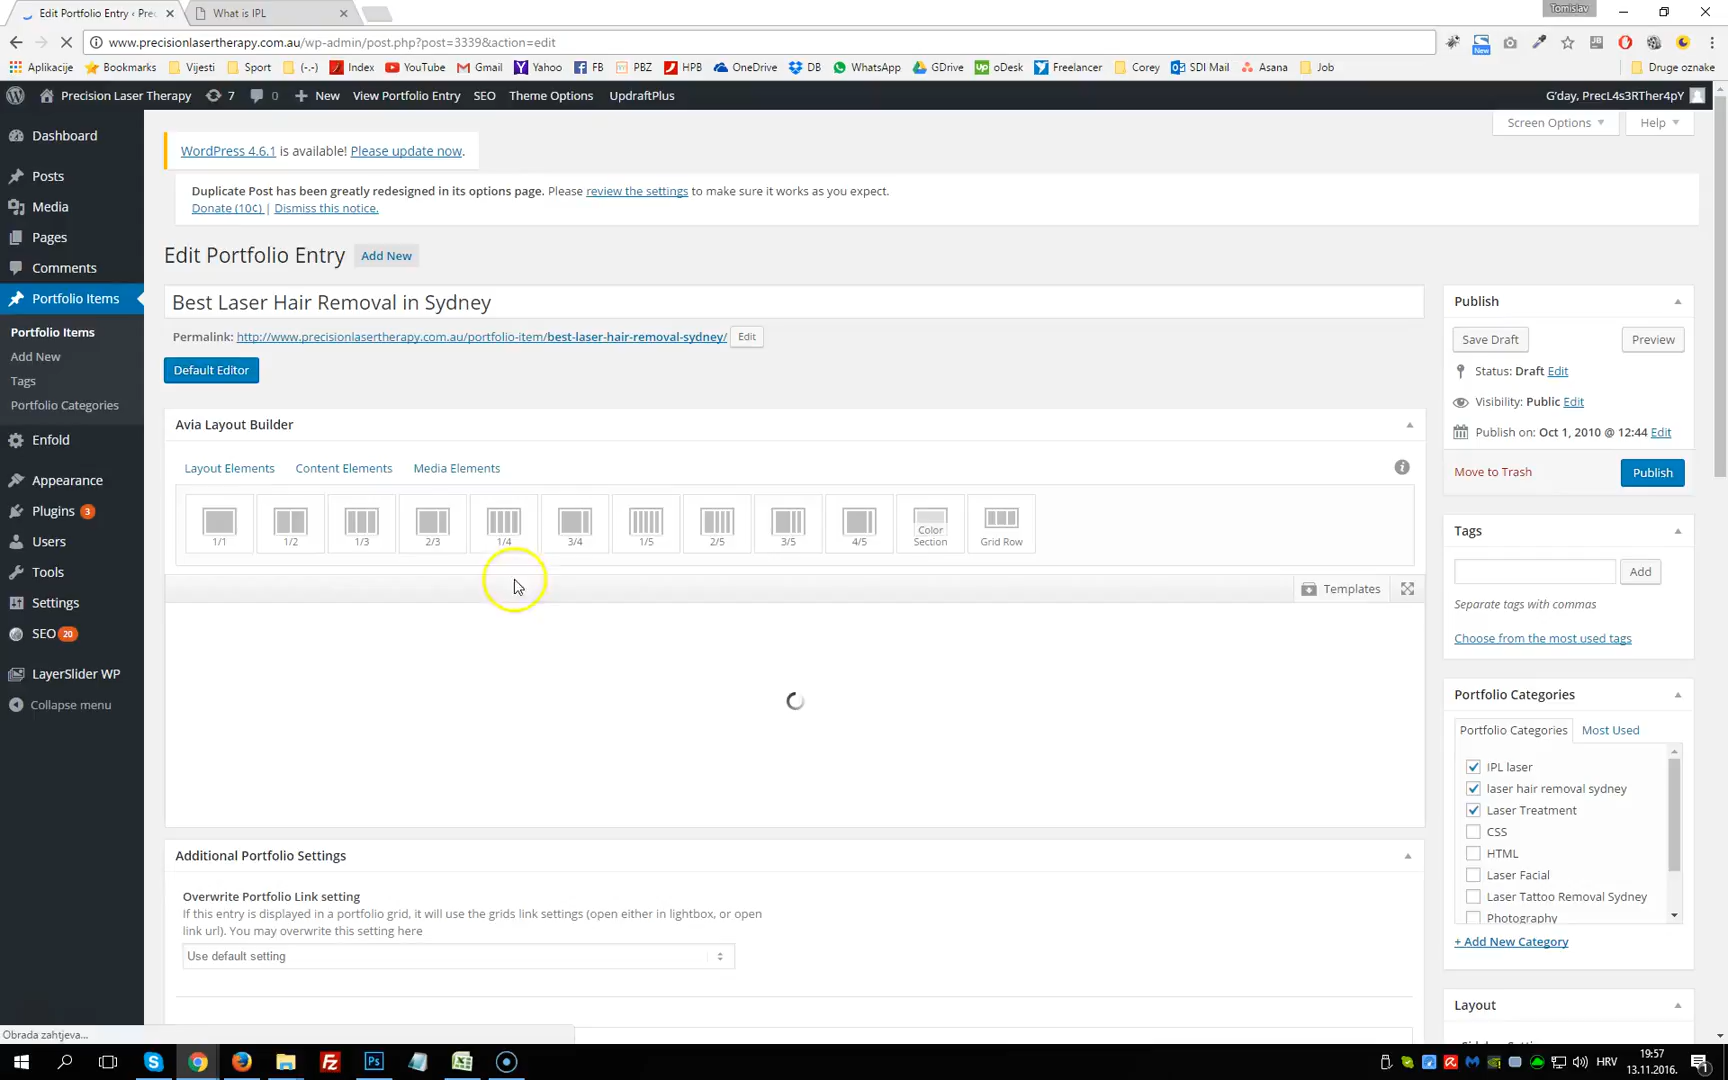 Edit Portfolio Entry ‹ Prec
What is IPL
Tomislav
www.precisionlasertherapy.com.au/wp-admin/post.php?post=3339&action=edit
New
Aplikacije Bookmarks Vijesti Sport (-.-) Index YouTube Gmail Yahoo FB PBZ HPB OneDrive DB WhatsApp GDrive oDesk Freelancer Corey SDI Mail Asana Job Druge oznake
Precision Laser Therapy 7 0 New View Portfolio Entry SEO Theme Options UpdraftPlus G'day, PrecL4s3RTher4pY
Screen Options Help
Dashboard
Posts
Media
Pages
Comments
Portfolio Items
Portfolio Items
Add New
Tags
Portfolio Categories
Enfold
Appearance
Plugins 3
Users
Tools
Settings
SEO 20
LayerSlider WP
Collapse menu
WordPress 4.6.1 is available! Please update now.
Duplicate Post has been greatly redesigned in its options page. Please review the settings to make sure it works as you expect.
Donate (10¢) | Dismiss this notice.
Edit Portfolio Entry Add New
Best Laser Hair Removal in Sydney
Permalink: http://www.precisionlasertherapy.com.au/portfolio-item/best-laser-hair-removal-sydney/ Edit
Default Editor
Avia Layout Builder
Layout Elements Content Elements Media Elements
1/1 1/2 1/3 2/3 1/4 3/4 1/5 2/5 3/5 4/5 Color Section Grid Row
Templates
Additional Portfolio Settings
Overwrite Portfolio Link setting
If this entry is displayed in a portfolio grid, it will use the grids link settings (open either in lightbox, or open
link url). You may overwrite this setting here
Use default setting
Publish
Save Draft Preview
Status: Draft Edit
Visibility: Public Edit
Publish on: Oct 1, 2010 @ 12:44 Edit
Move to Trash Publish
Tags
Add
Separate tags with commas
Choose from the most used tags
Portfolio Categories
Portfolio Categories Most Used
IPL laser
laser hair removal sydney
Laser Treatment
CSS
HTML
Laser Facial
Laser Tattoo Removal Sydney
Photography
+ Add New Category
Layout
Obrada zahtjeva...
HRV
19:57
13.11.2016.
1